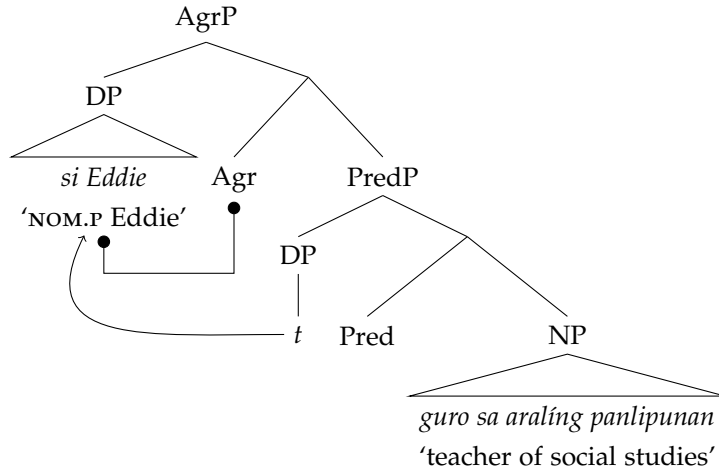 AgrP
DP
si Eddie
‘NOM.P Eddie’
Agr
PredP
DP
t
Pred
NP
guro sa aralíng panlipunan
‘teacher of social studies’